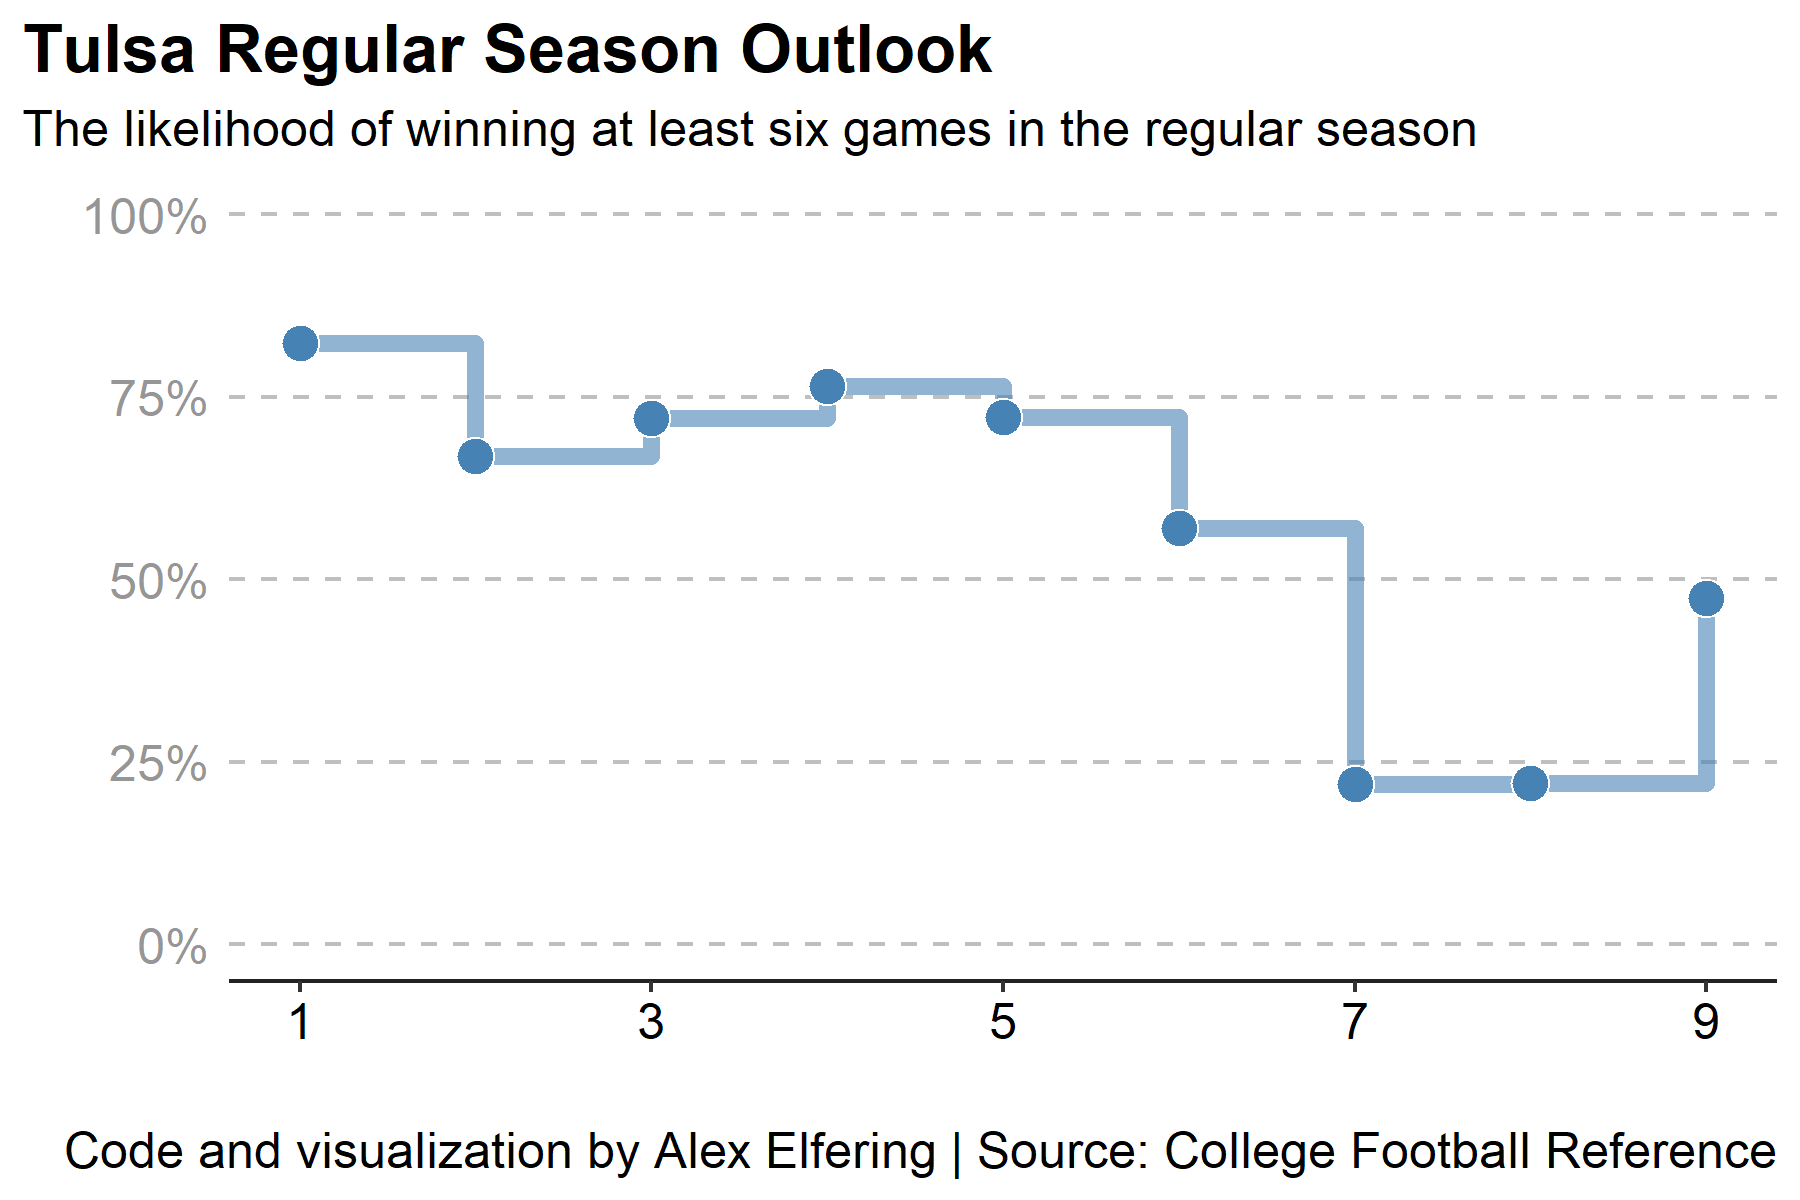 Tulsa Regular Season Outlook
The likelihood of winning at least six games in the regular season
100%
75%
50%
25%
0%
1 3 5 7 9
Code and visualization by Alex Elfering | Source: College Football Reference